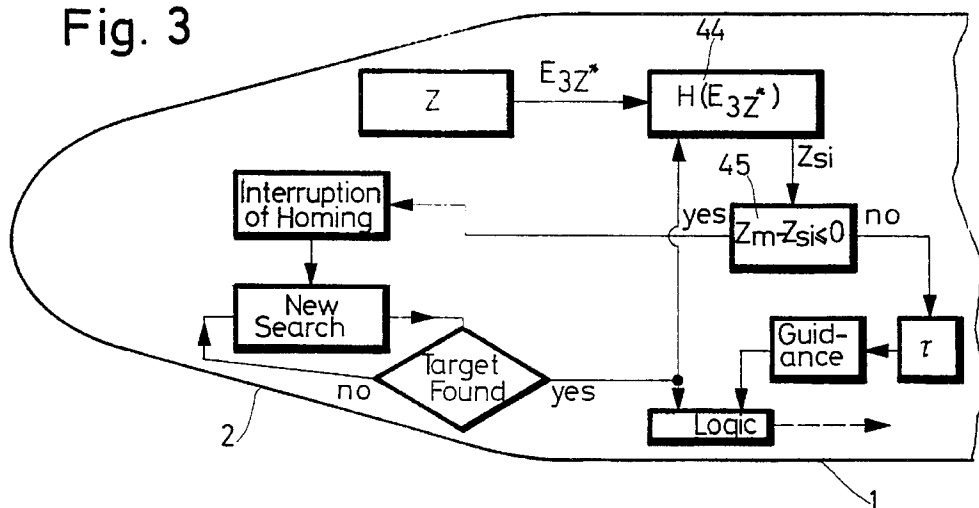 Fig. 3
44
Z
E3Z*
H(E3Z*)
Zsi
45
Interruption
of Homing
yes
Zm-Zsi≤0
no
New
Search
Guid-
ance
τ
Target
Found
no
yes
Logic
2
1